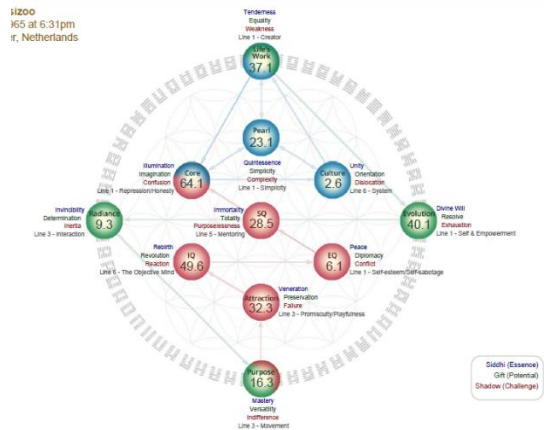 sizoo
965 at 6:31pm
r, Netherlands
Tenderness
Equality
Weakness
Line 1 - Creator
Life's
Work
37.1
Pearl
23.1
Quintessence
Simplicity
Complexity
Line 1 - Simplicity
Illumination
Imagination
Confusion
Line 1 - Repression/Honesty
Core
64.1
Culture
2.6
Unity
Orientation
Dislocation
Line 6 - System
Invincibility
Determination
Inertia
Line 3 - Interaction
Radiance
9.3
Immortality
Totality
Purposelessness
Line 5 - Mentoring
SQ
28.5
Evolution
40.1
Divine Will
Resolve
Exhaustion
Line 1 - Self & Empowerment
Rebirth
Revolution
Reaction
Line 6 - The Objective Mind
IQ
49.6
EQ
6.1
Peace
Diplomacy
Conflict
Line 1 - Self-esteem/Self-sabotage
Attraction
32.3
Veneration
Preservation
Failure
Line 3 - Promiscuity/Playfulness
Purpose
16.3
Mastery
Versatility
Indifference
Line 3 - Movement
Siddhi (Essence)
Gift (Potential)
Shadow (Challenge)